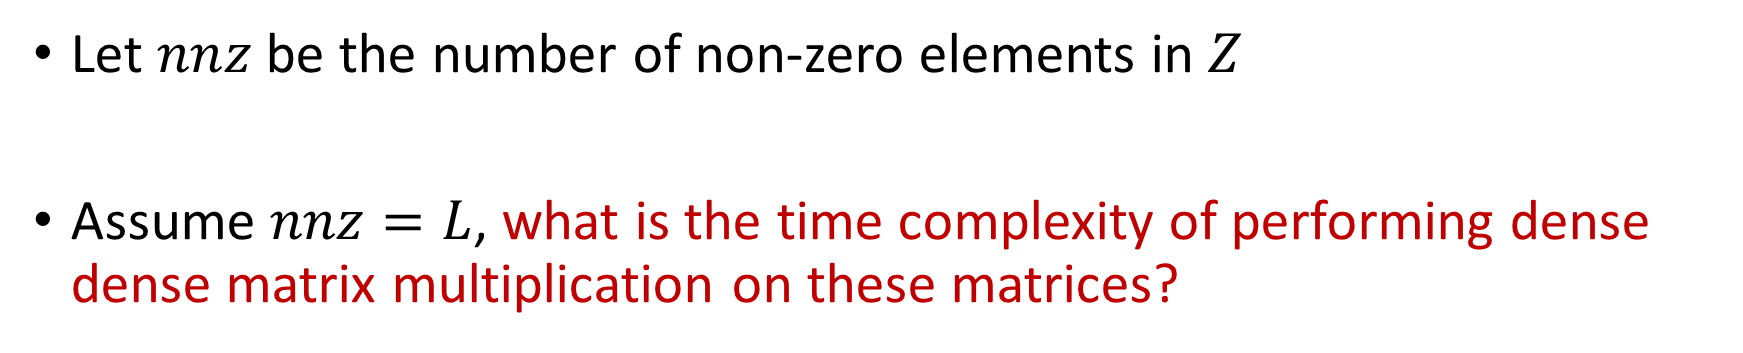 • Let 𝑛𝑛𝑧 be the number of non-zero elements in 𝑍
• Assume 𝑛𝑛𝑧 = 𝐿, what is the time complexity of performing dense
dense matrix multiplication on these matrices?